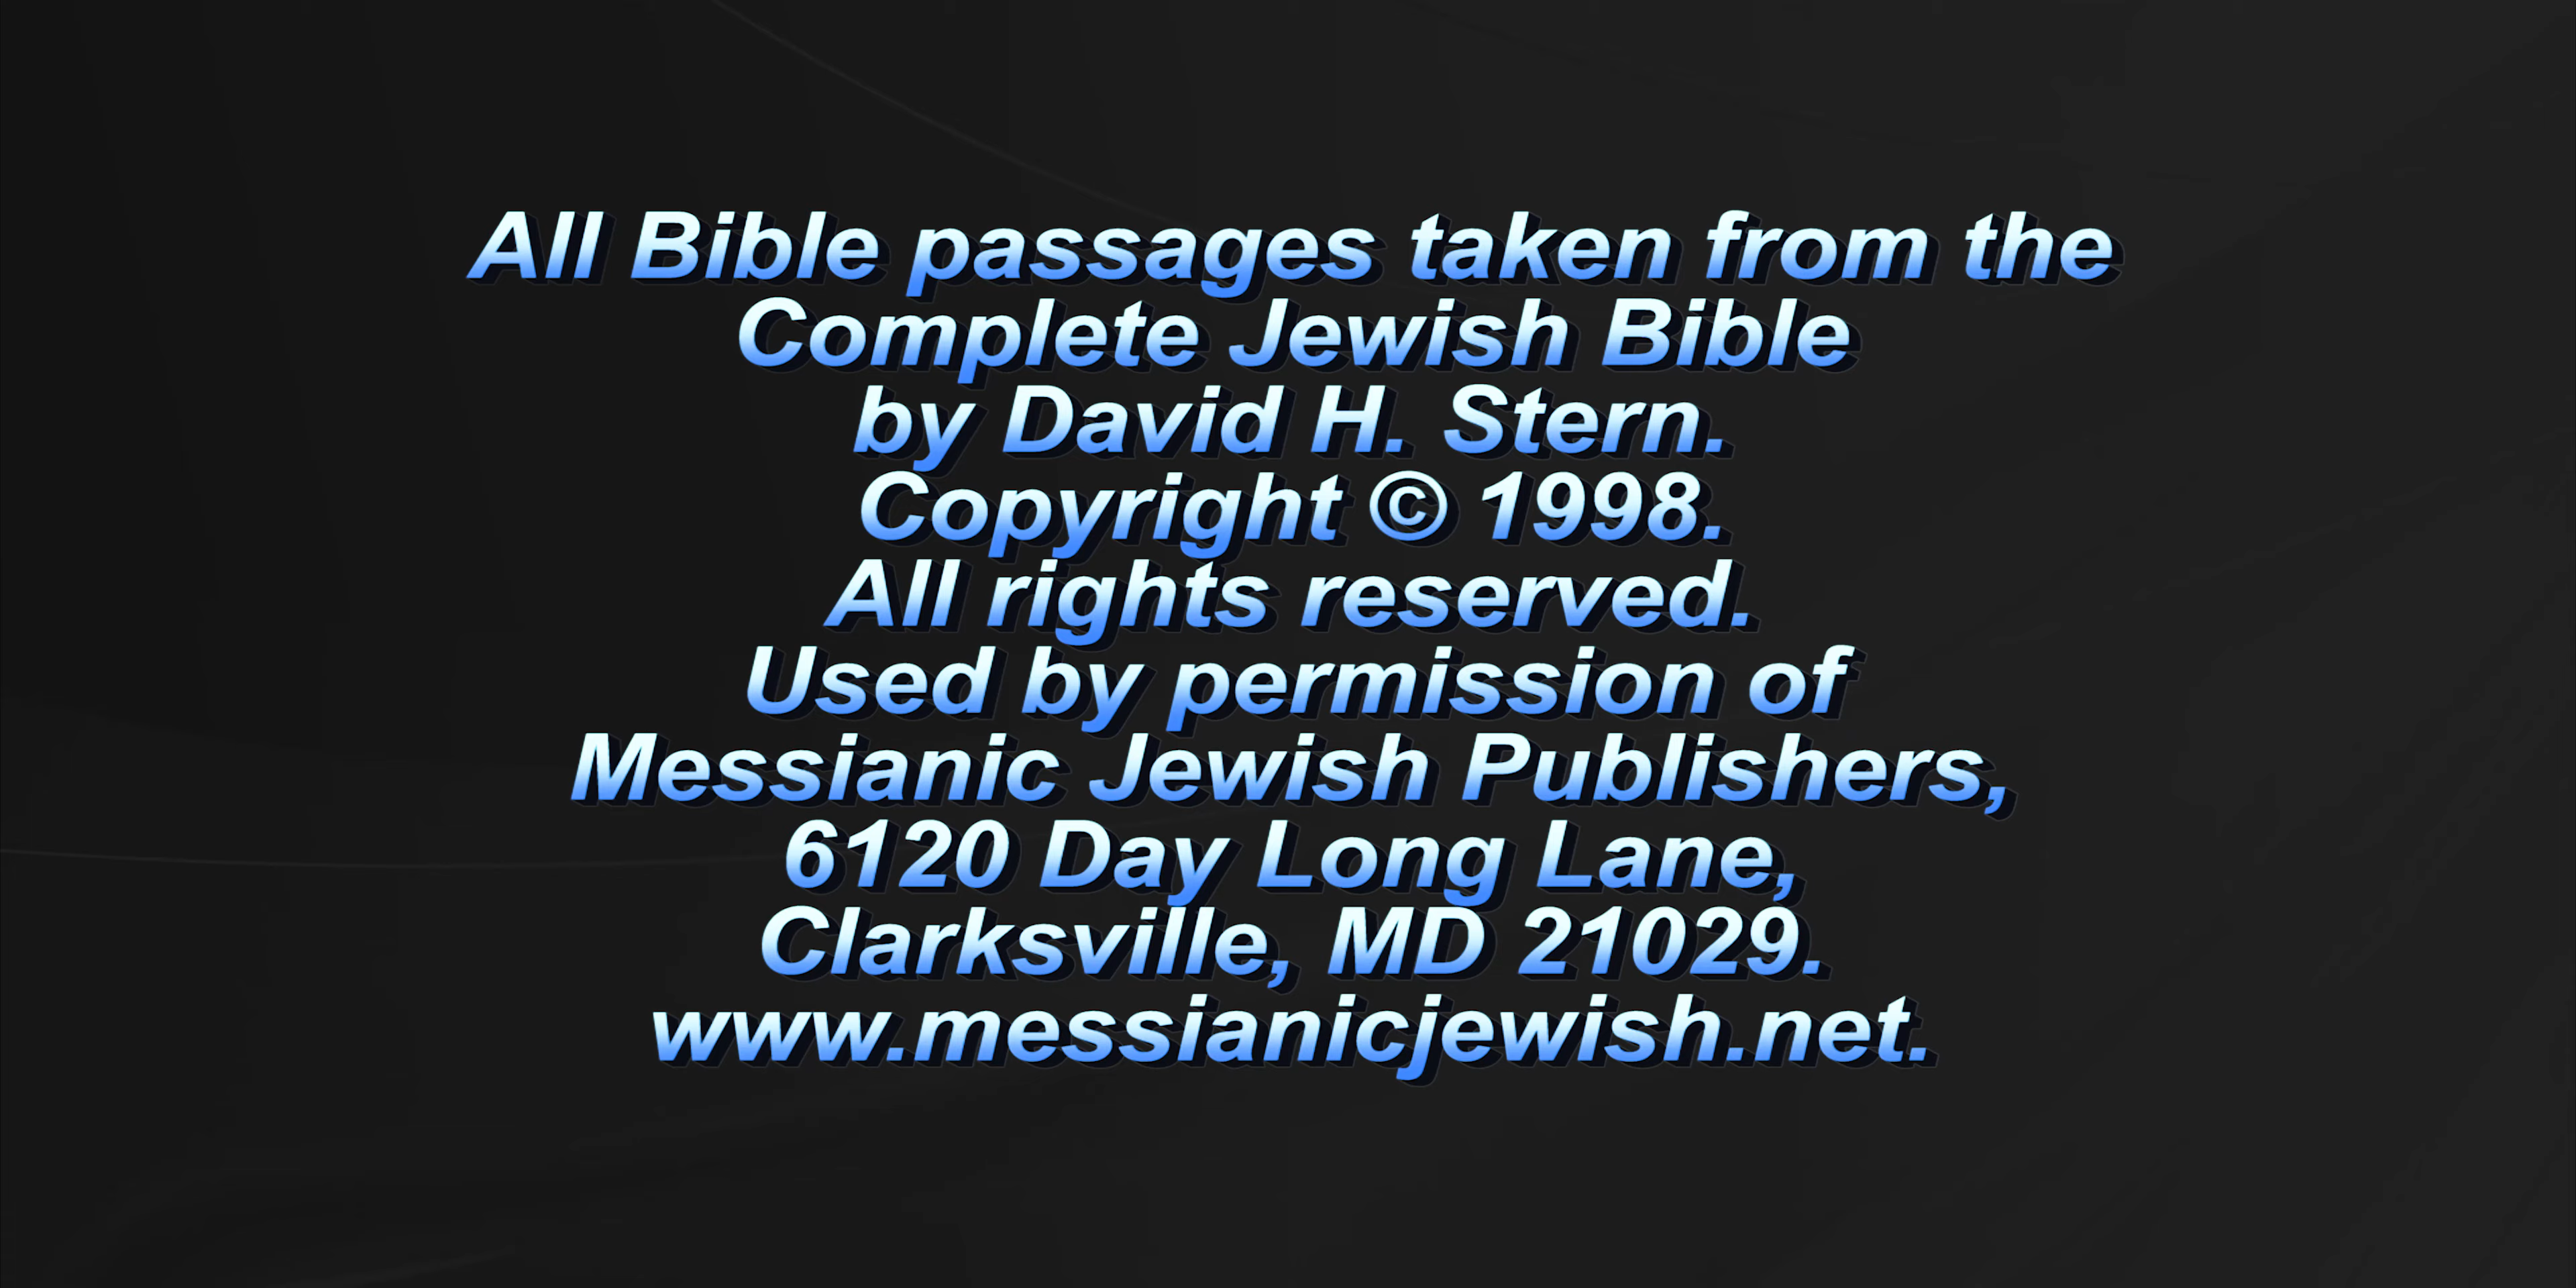 All Bible passages taken from the
Complete Jewish Bible
by David H. Stern.
Copyright © 1998.
All rights reserved.
Used by permission of
Messianic Jewish Publishers,
6120 Day Long Lane,
Clarksville, MD 21029.
www.messianicjewish.net.